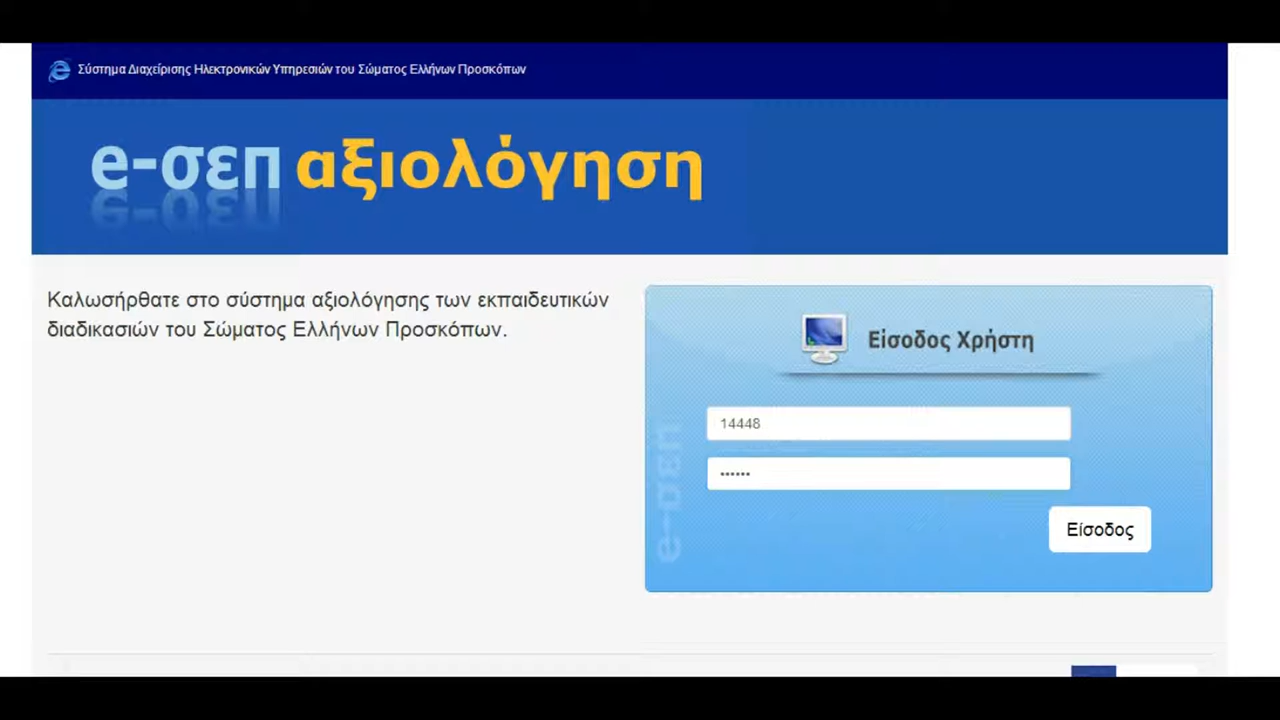 Σύστημα Διαχείρισης Ηλεκτρονικών Υπηρεσιών του Σώματος Ελλήνων Προσκόπων
e-σεπ αξιολόγηση
Καλωσήρθατε στο σύστημα αξιολόγησης των εκπαιδευτικών
διαδικασιών του Σώματος Ελλήνων Προσκόπων.
Είσοδος Χρήστη
14448
••••••
Είσοδος
e-σεπ